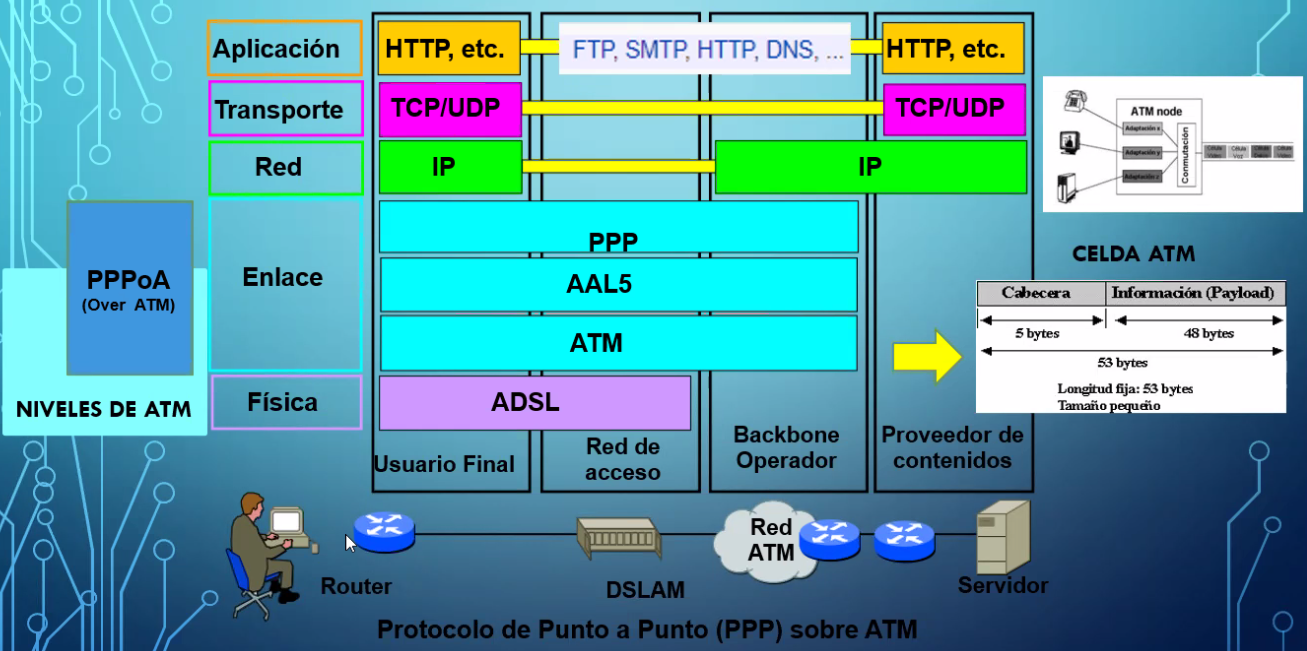 Aplicación
HTTP, etc.
FTP, SMTP, HTTP, DNS, ...
HTTP, etc.
Transporte
TCP/UDP
TCP/UDP
Red
IP
IP
PPPoA
(Over ATM)
NIVELES DE ATM
Enlace
PPP
AAL5
ATM
Física
ADSL
Usuario Final
Red de
acceso
Backbone
Operador
Proveedor de
contenidos
ATM node
Adaptación x
Adaptación y
Adaptación z
Conmutación
Célula
Vídeo
Célula
Voz
Célula
Datos
Célula
Vídeo
CELDA ATM
Cabecera
Información (Payload)
5 bytes
48 bytes
53 bytes
Longitud fija: 53 bytes
Tamaño pequeño
Router
DSLAM
Red
ATM
Servidor
Protocolo de Punto a Punto (PPP) sobre ATM